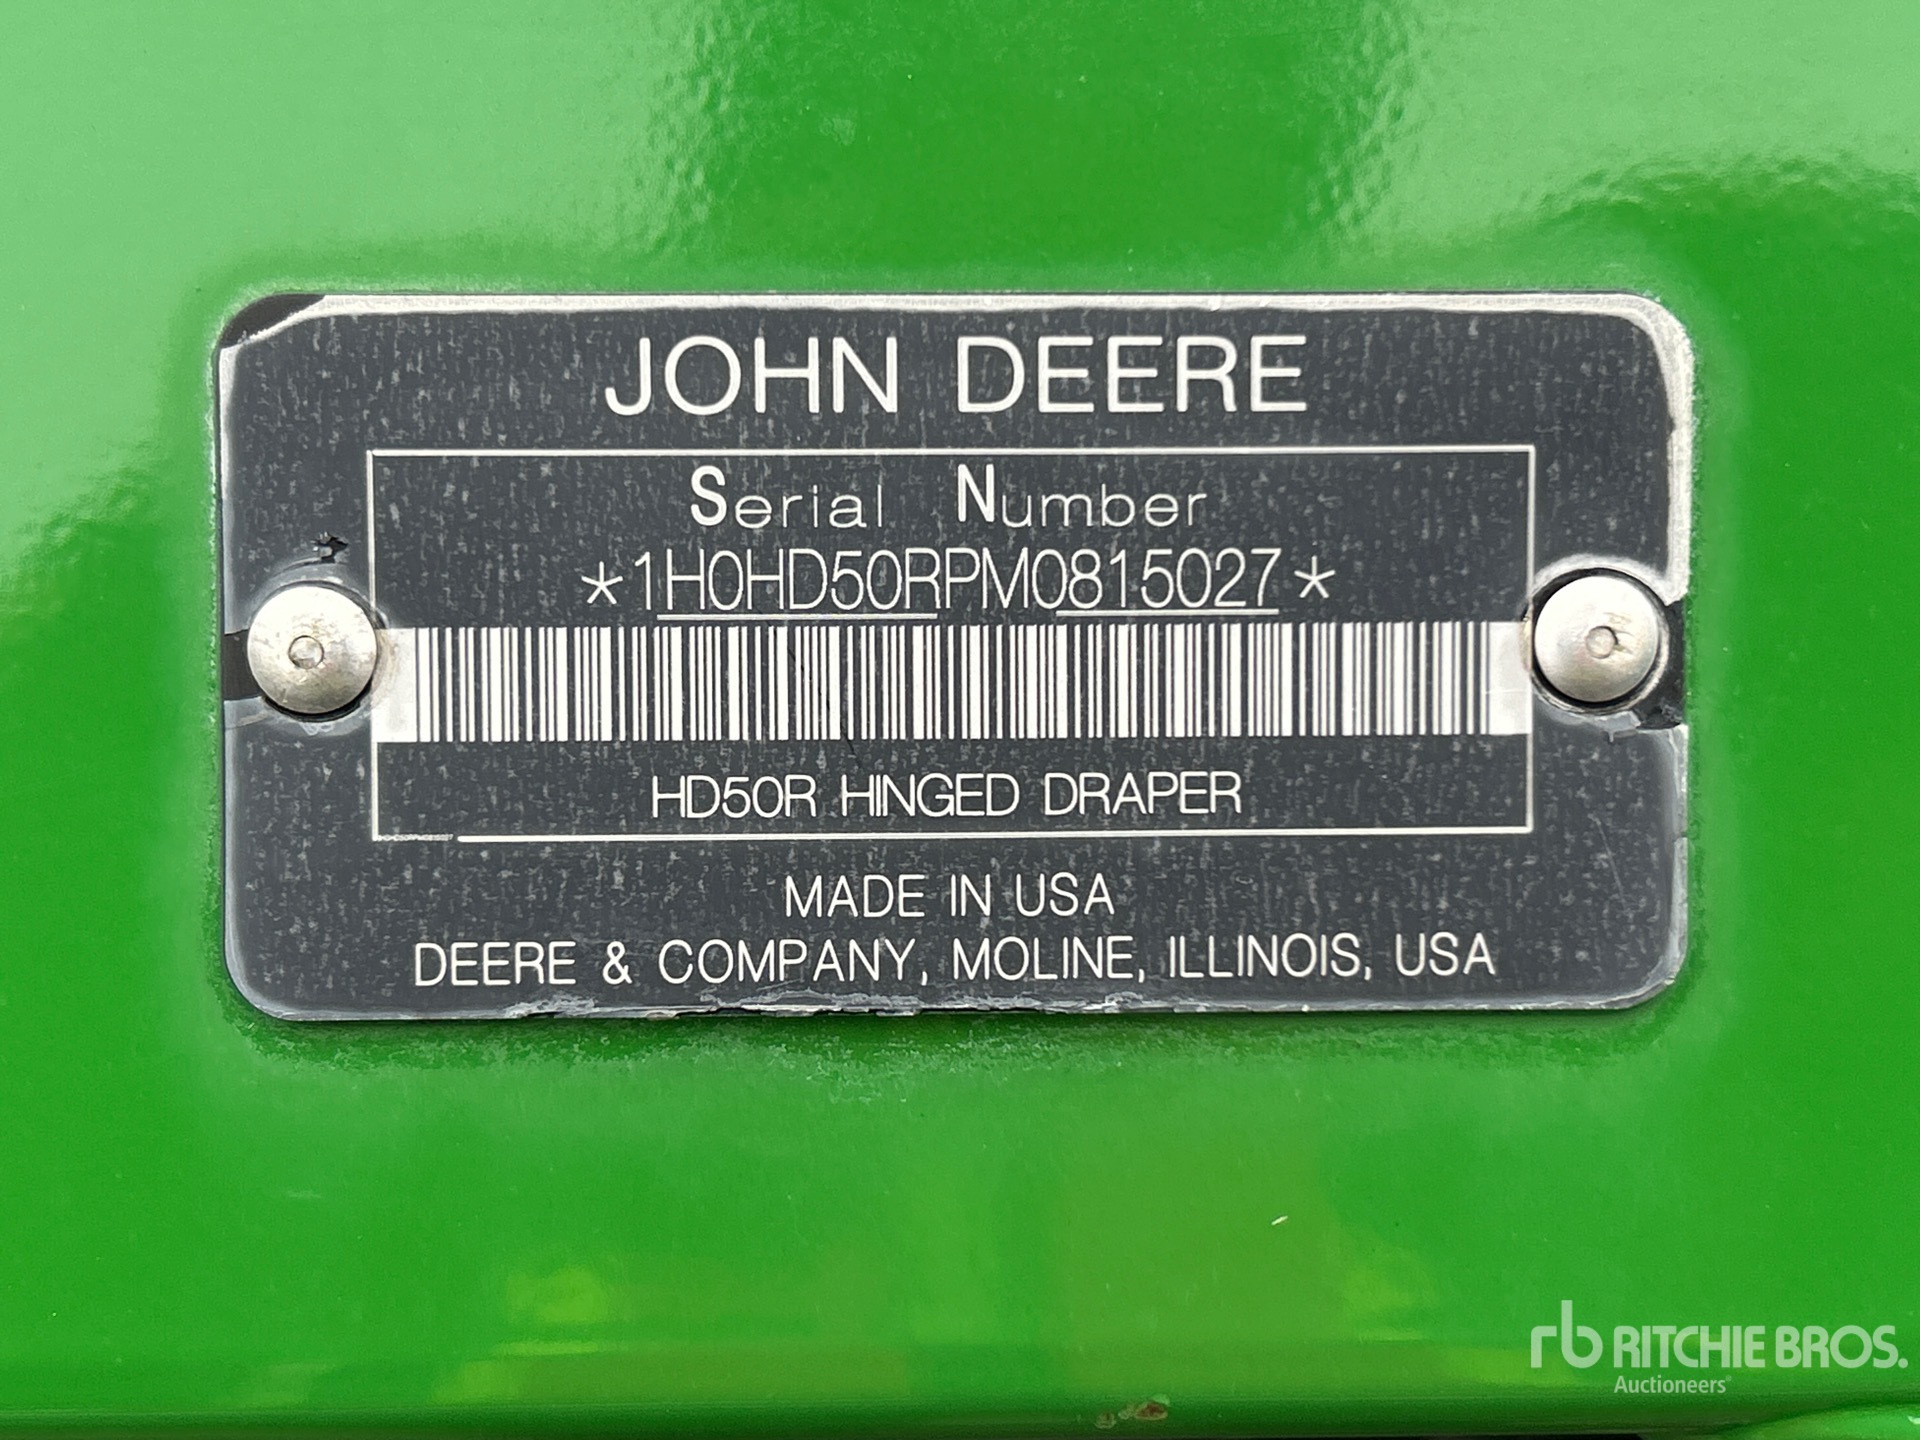 JOHN DEERE
Serial Number
*1H0HD50RPM0815027*
HD50R HINGED DRAPER
MADE IN USA
DEERE & COMPANY, MOLINE, ILLINOIS, USA
rb RITCHIE BROS.
Auctioneers